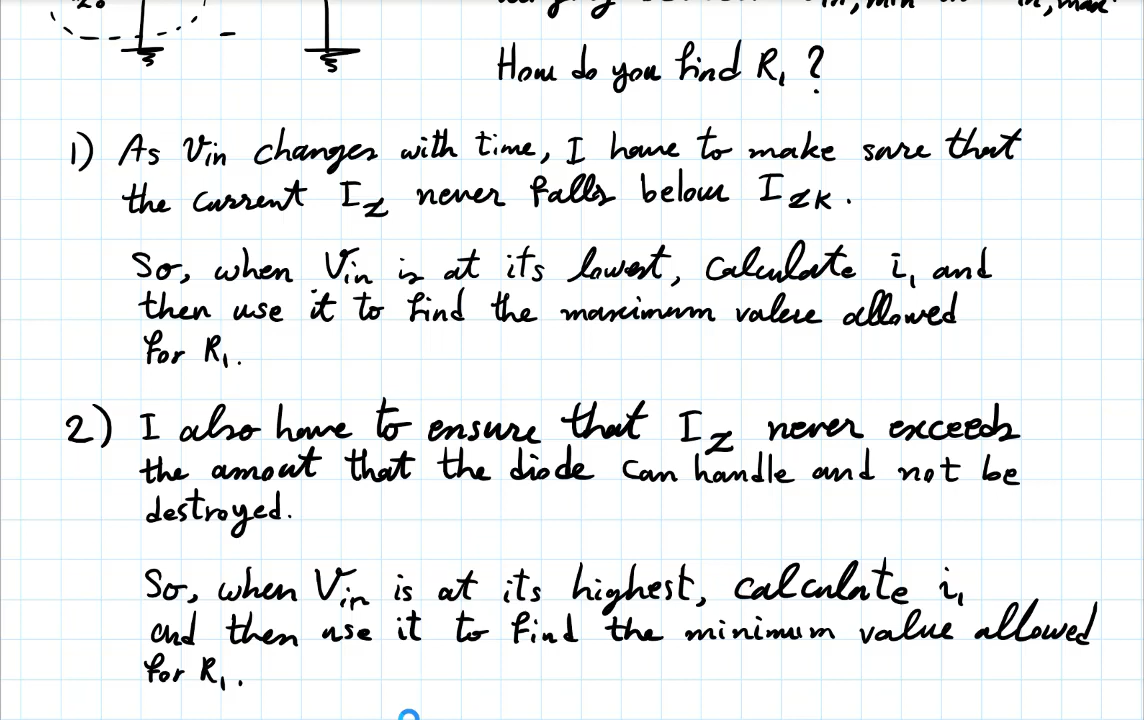 How do you find R₁ ?
1) As Vin changes with time, I have to make sure that
the current I_Z never falls below I_ZK.
So, when Vin is at its lowest, calculate i₁ and
then use it to find the maximum value allowed
for R₁.
2) I also have to ensure that I_Z never exceeds
the amout that the diode can handle and not be
destroyed.
So, when Vin is at its highest, calculate i₁
and then use it to find the minimum value allowed
for R₁.